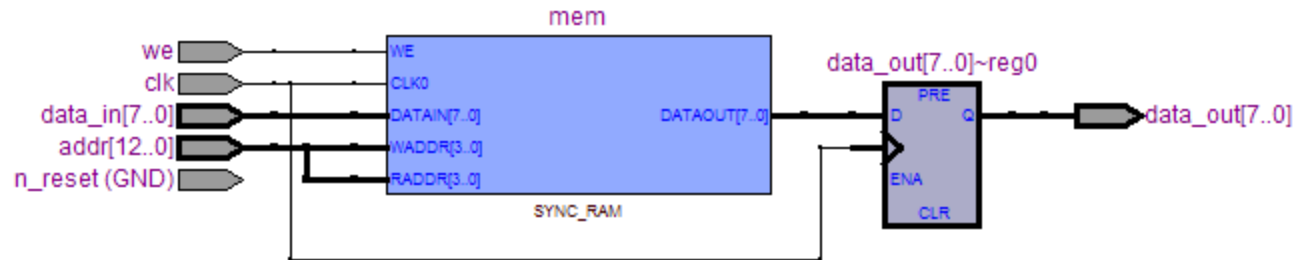 mem
we
clk
data_in[7..0]
addr[12..0]
n_reset (GND)
WE
CLK0
DATAIN[7..0]
WADDR[3..0]
RADDR[3..0]
DATAOUT[7..0]
SYNC_RAM
data_out[7..0]~reg0
PRE
D
Q
ENA
CLR
data_out[7..0]